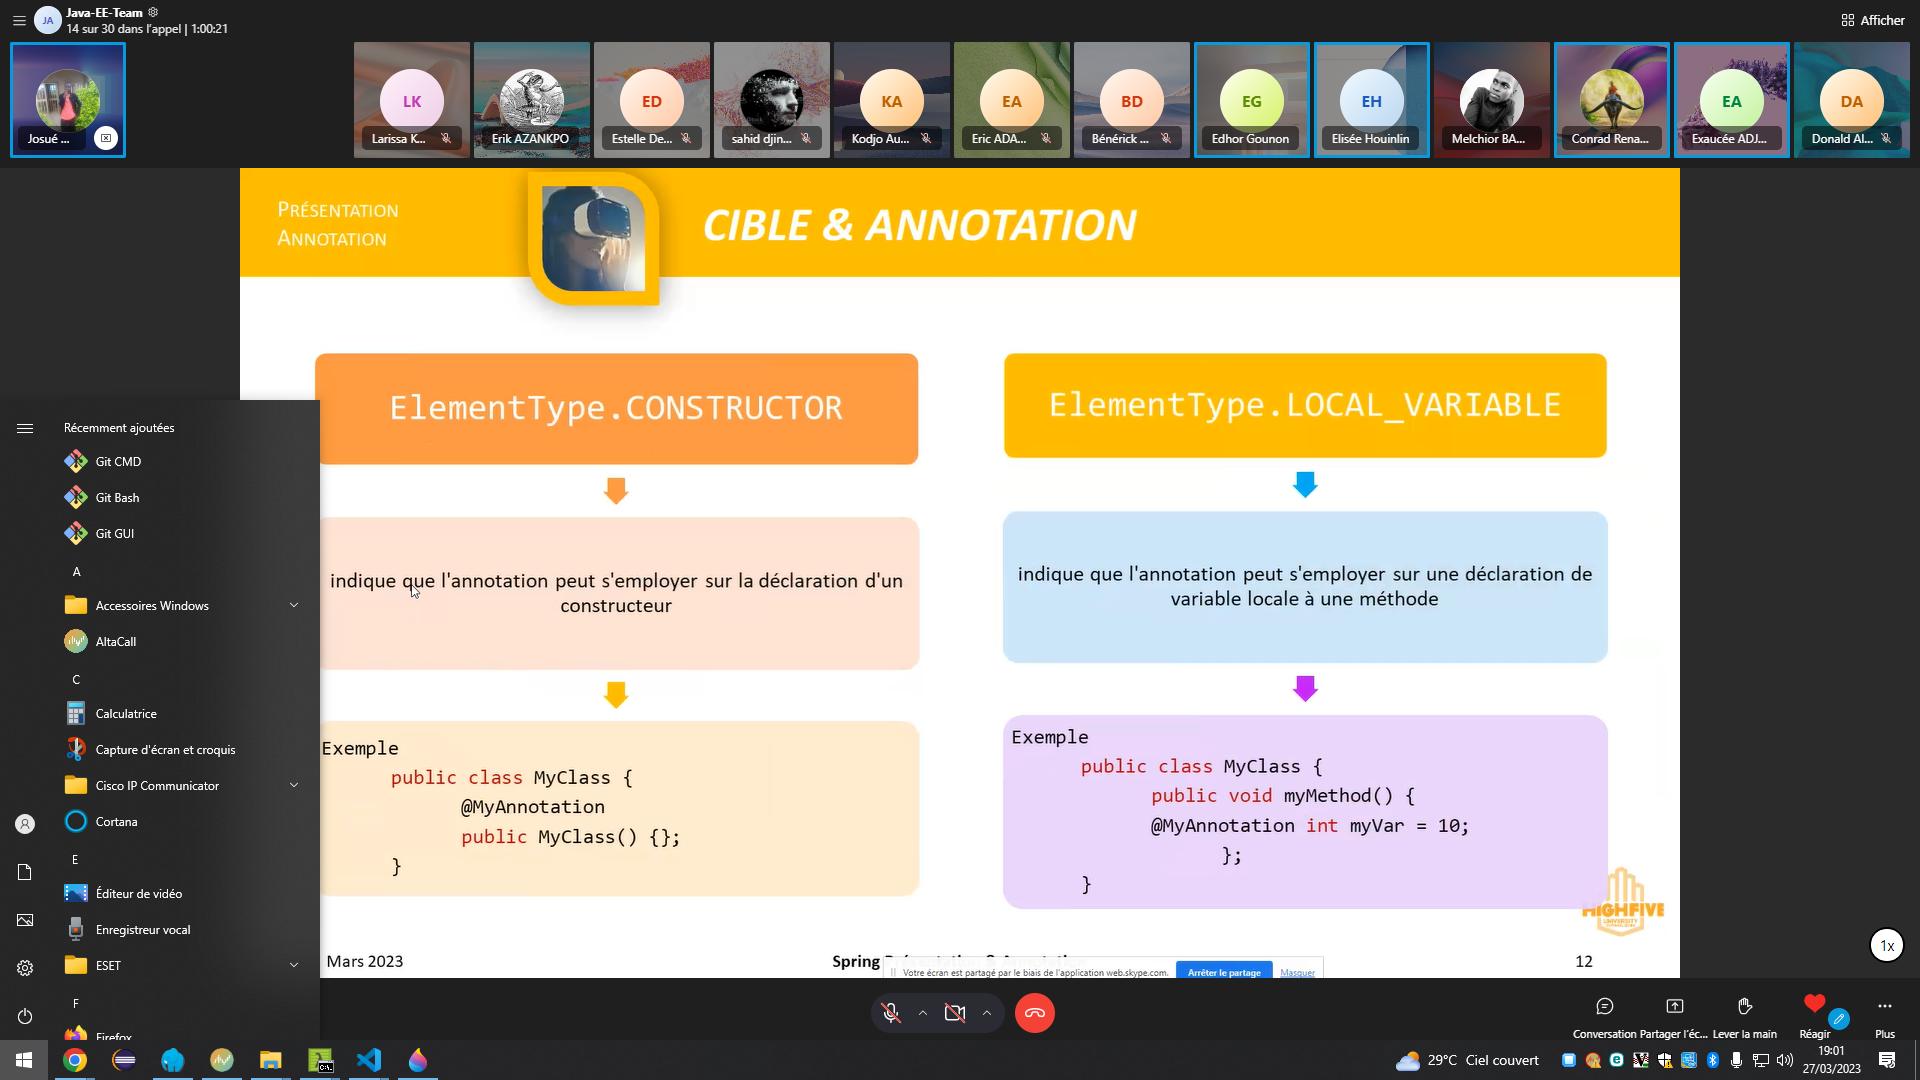 Java-EE-Team
14 sur 30 dans l'appel | 1:00:21
Afficher
JA
LK
ED
KA
EA
BD
EG
EH
EA
DA
Josué ...
Larissa K...
Erik AZANKPO
Estelle De...
sahid djin...
Kodjo Au...
Eric ADA...
Bénérick ...
Edhor Gounon
Elisée Houinlin
Melchior BA...
Conrad Rena...
Exaucée ADJ...
Donald Al...
PRÉSENTATION
ANNOTATION
CIBLE & ANNOTATION
ElementType.CONSTRUCTOR
indique que l'annotation peut s'employer sur la déclaration d'un
constructeur
Exemple
public class MyClass {
@MyAnnotation
public MyClass() {};
}
ElementType.LOCAL_VARIABLE
indique que l'annotation peut s'employer sur une déclaration de
variable locale à une méthode
Exemple
public class MyClass {
public void myMethod() {
@MyAnnotation int myVar = 10;
};
}
HIGHFIVE
UNIVERSITY
Mars 2023
Spring
12
Votre écran est partagé par le biais de l'application web.skype.com.
Arrêter le partage
Masquer
1x
Récemment ajoutées
Git CMD
Git Bash
Git GUI
A
Accessoires Windows
AltaCall
C
Calculatrice
Capture d'écran et croquis
Cisco IP Communicator
Cortana
E
Éditeur de vidéo
Enregistreur vocal
ESET
F
Firefox
Conversation
Partager l'éc...
Lever la main
Réagir
Plus
29°C Ciel couvert
19:01
27/03/2023